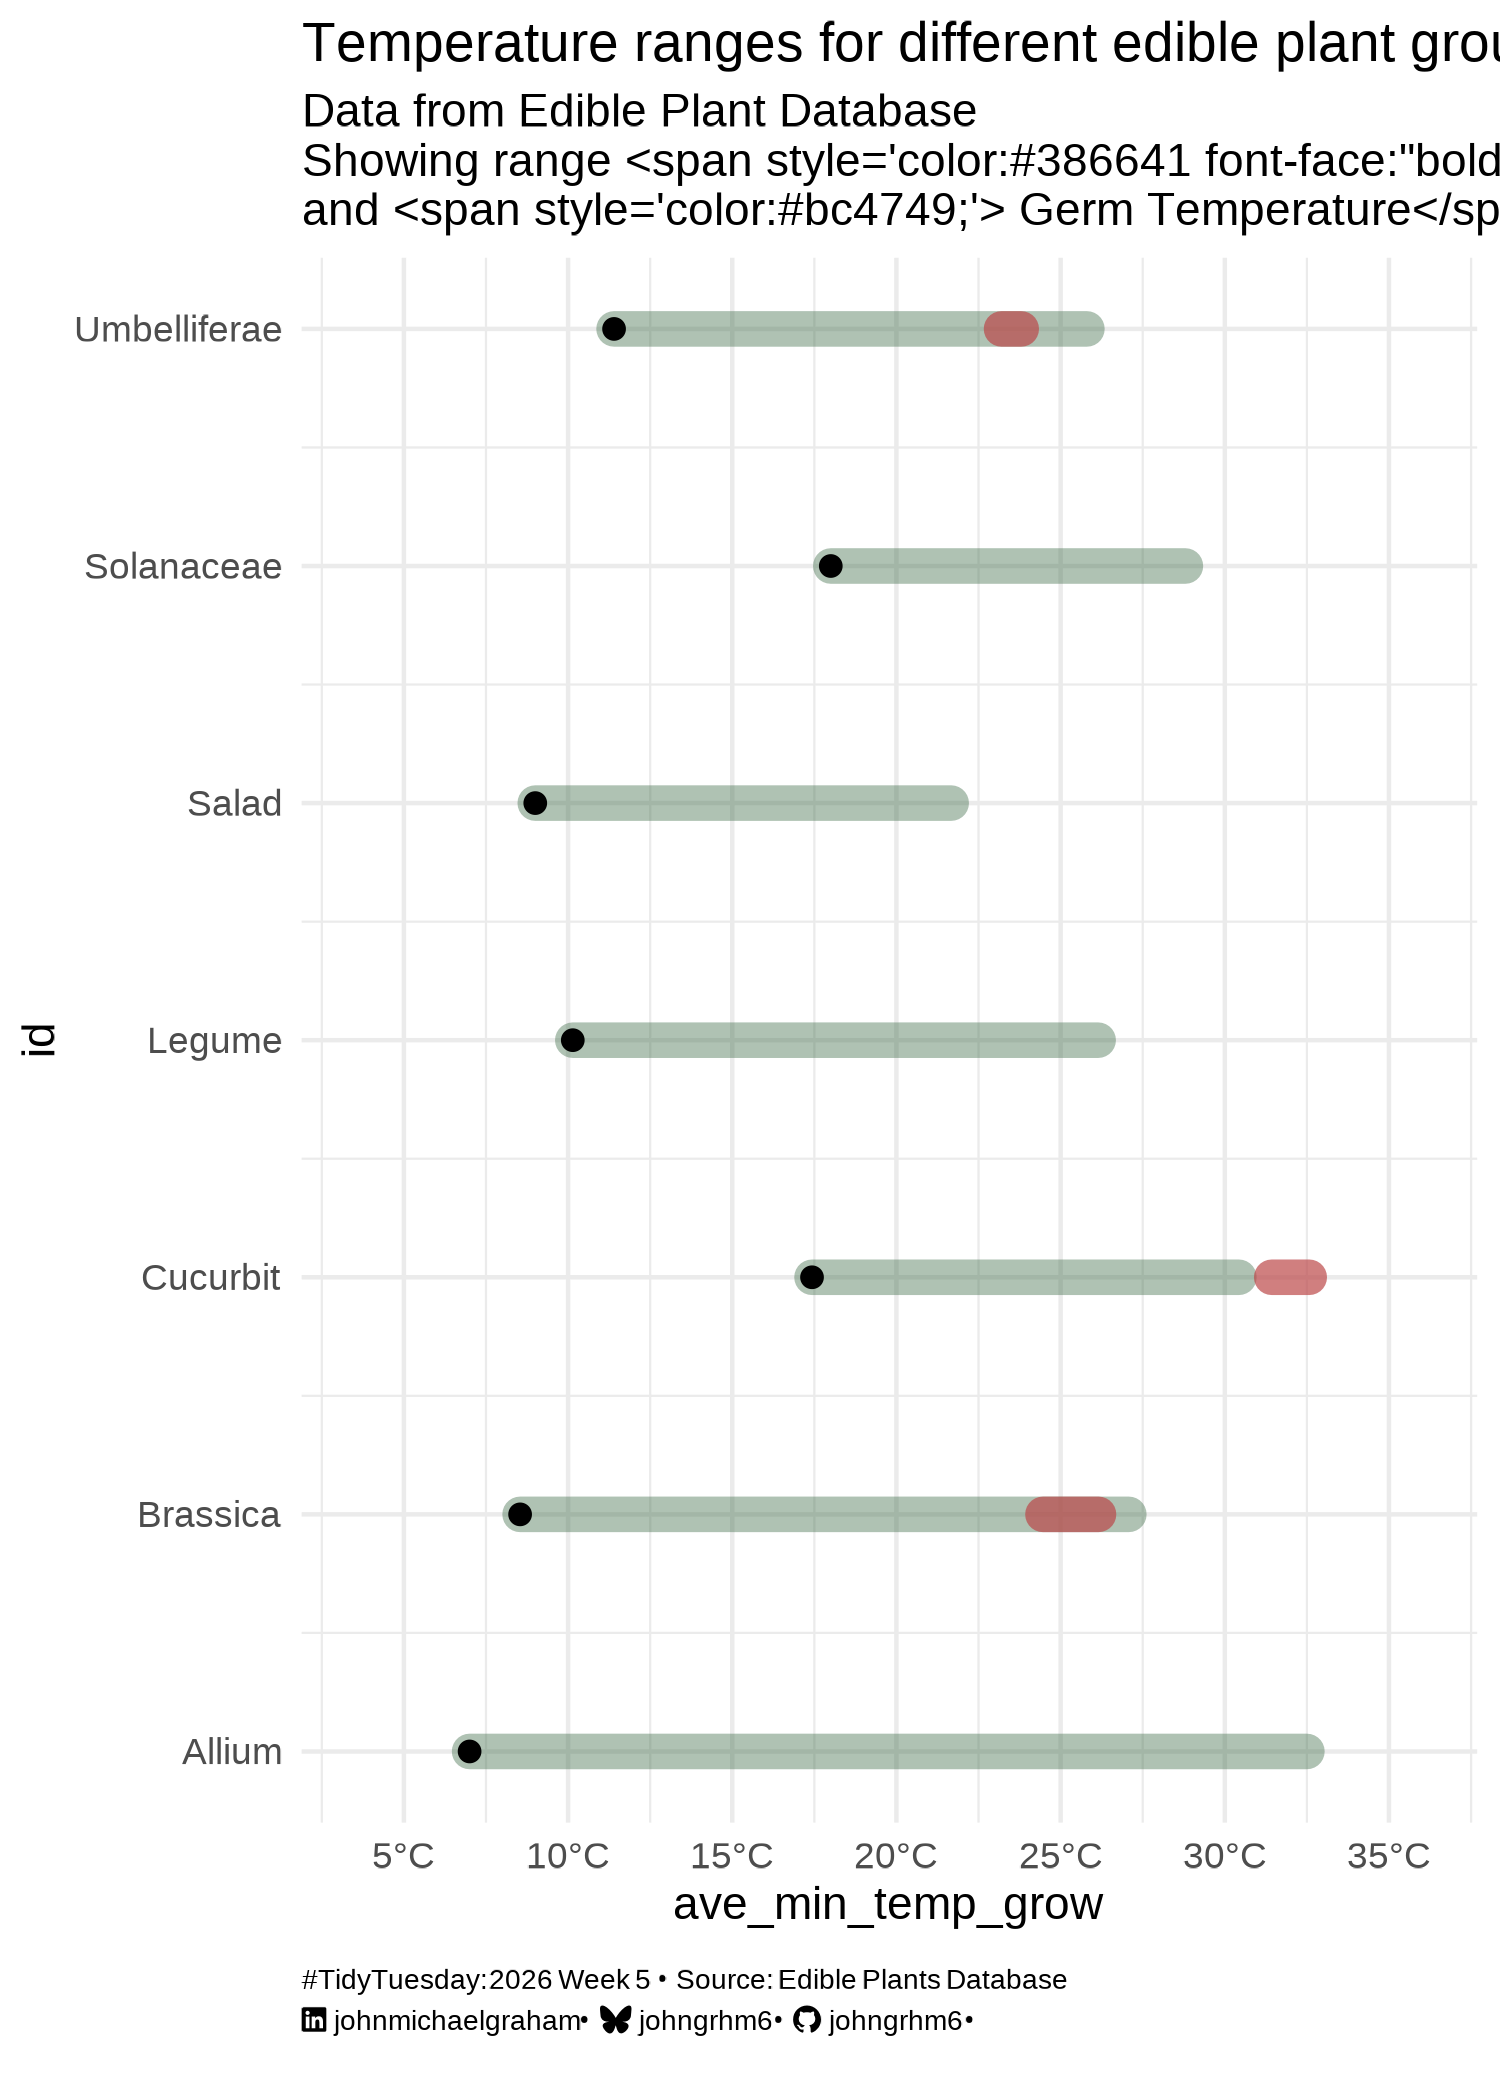 Temperature ranges for different edible plant grou
Data from Edible Plant Database
Showing range <span style='color:#386641 font-face:"bold
and <span style='color:#bc4749;'> Germ Temperature</sp
Umbelliferae
Solanaceae
Salad
Legume
id
Cucurbit
Brassica
Allium
5°C 10°C 15°C 20°C 25°C 30°C 35°C
ave_min_temp_grow
#TidyTuesday:2026 Week 5 • Source: Edible Plants Database
in johnmichaelgraham• johngrhm6• johngrhm6•